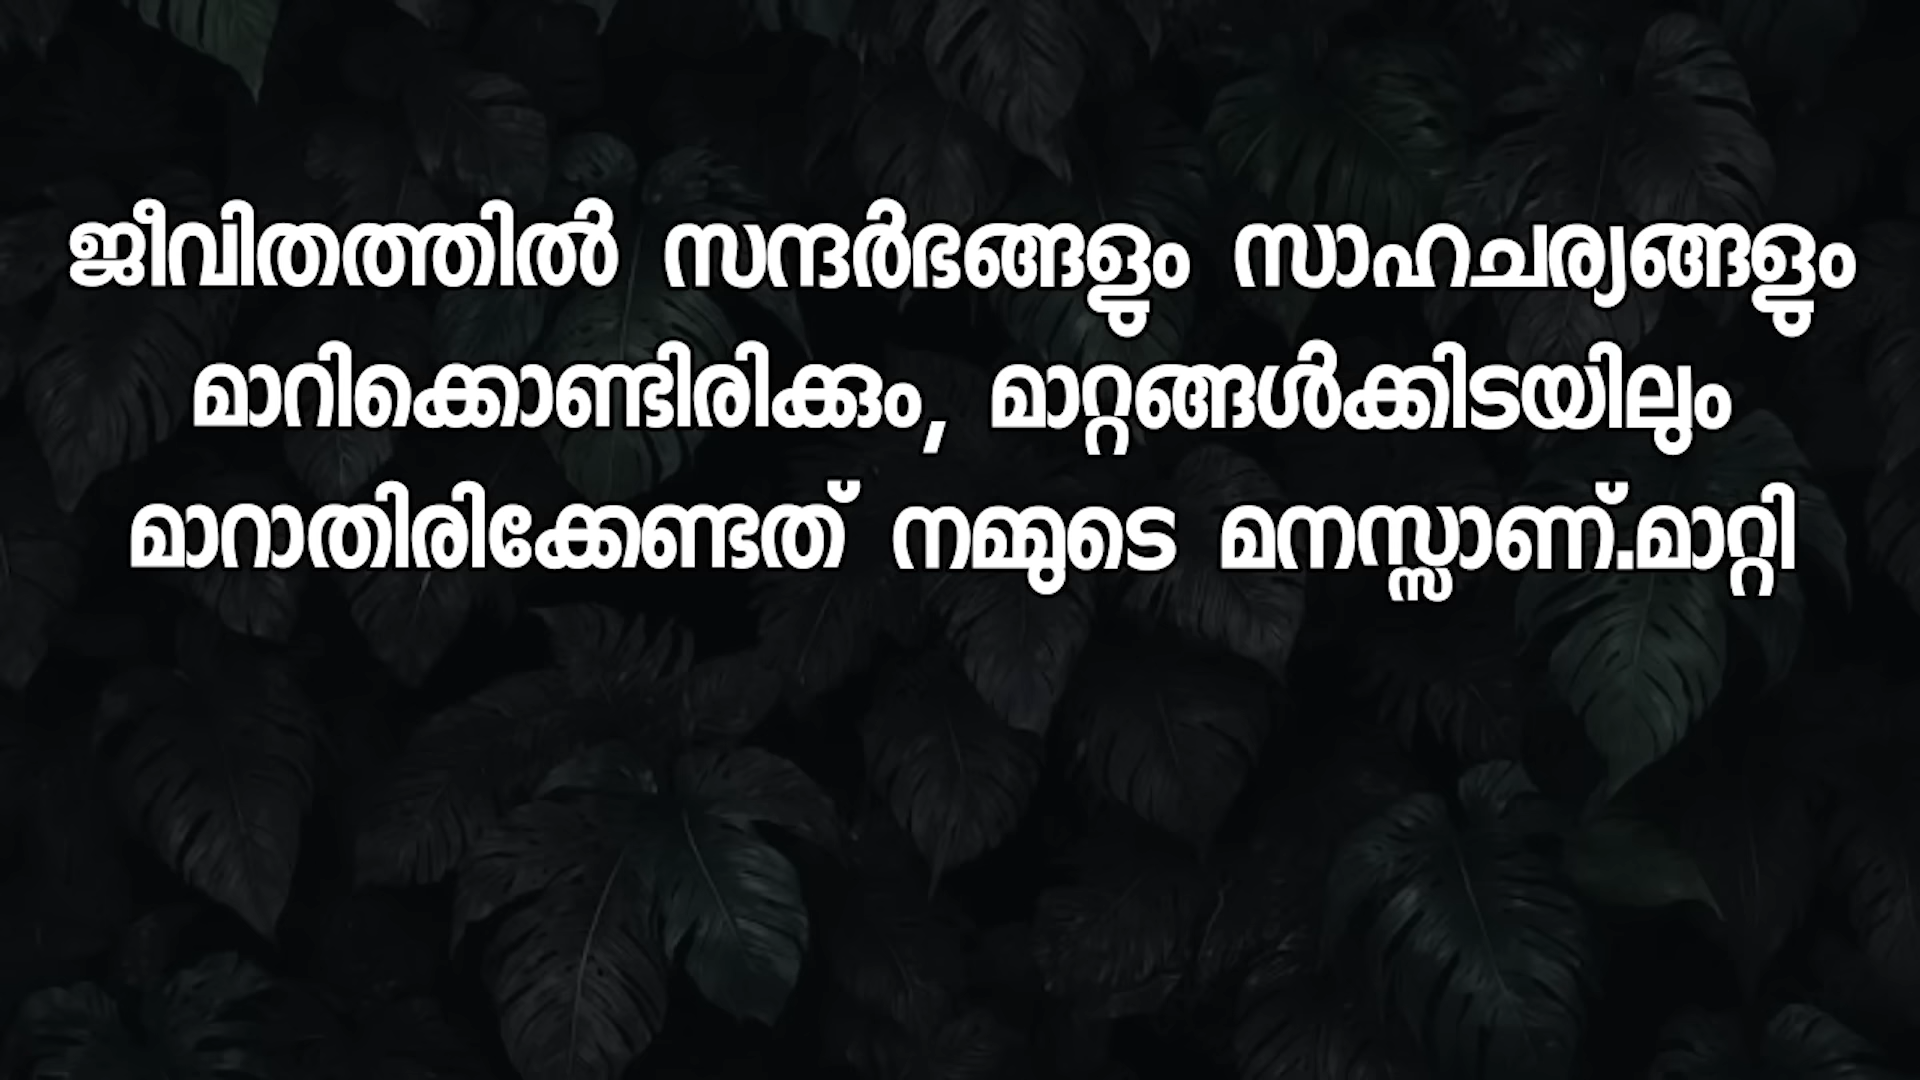 ജീവിതത്തിൽ സന്ദർഭങ്ങളും സാഹചര്യങ്ങളും
മാറിക്കൊണ്ടിരിക്കും, മാറ്റങ്ങൾക്കിടയിലും
മാറാതിരിക്കേണ്ടത് നമ്മുടെ മനസ്സാണ്.മാറ്റി